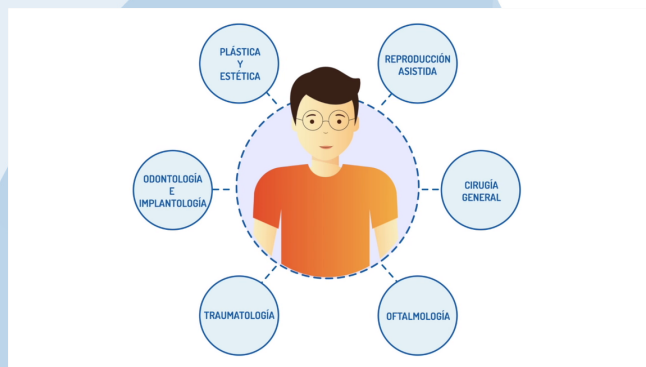 PLÁSTICA
Y
ESTÉTICA
REPRODUCCIÓN
ASISTIDA
ODONTOLOGÍA
E
IMPLANTOLOGÍA
CIRUGÍA
GENERAL
TRAUMATOLOGÍA
OFTALMOLOGÍA